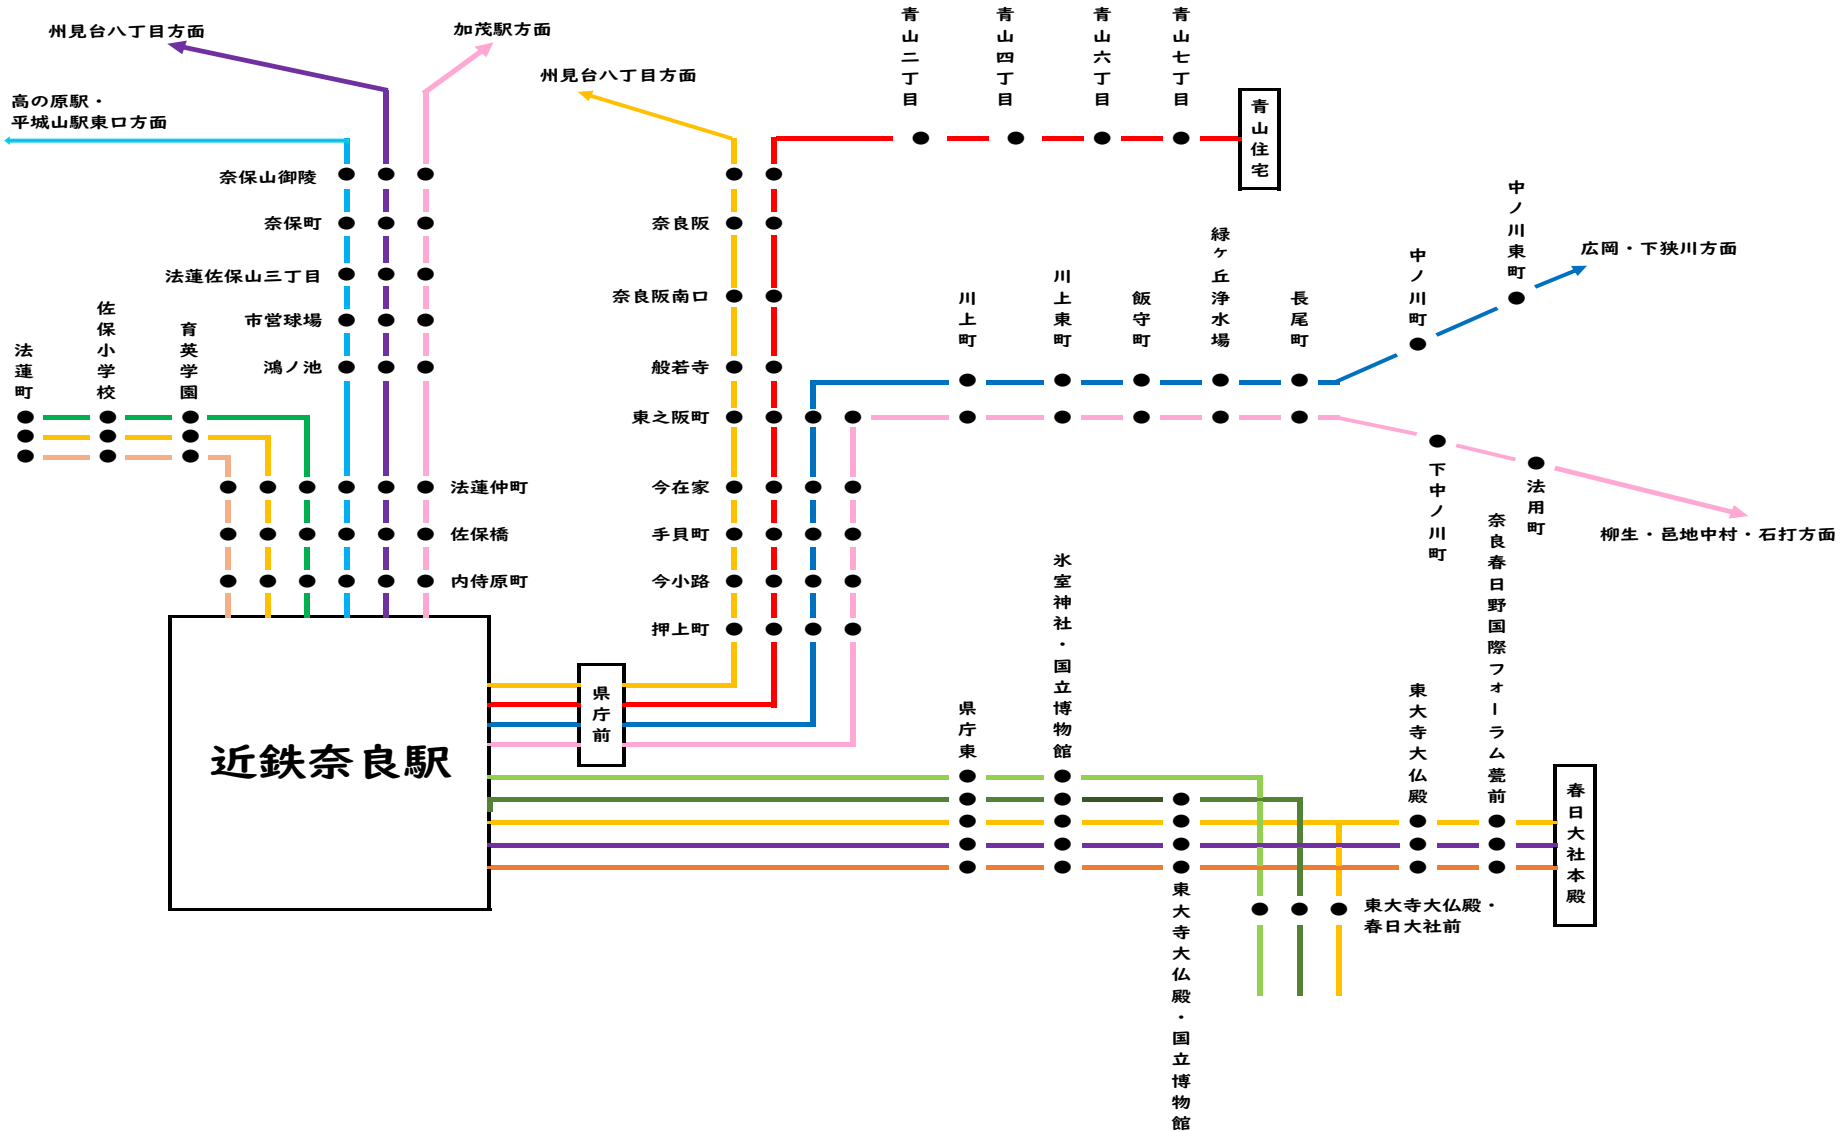 州見台八丁目方面
加茂駅方面
州見台八丁目方面
高の原駅・
平城山駅東口方面
青山二丁目
青山四丁目
青山六丁目
青山七丁目
青山住宅
奈保山御陵
奈保町
法蓮佐保山三丁目
市営球場
鴻ノ池
法蓮町
佐保小学校
育英学園
法蓮仲町
佐保橋
内侍原町
奈良阪
奈良阪南口
般若寺
東之阪町
今在家
手貝町
今小路
押上町
川上町
川上東町
飯守町
緑ヶ丘浄水場
長尾町
中ノ川町
中ノ川東町
広岡・下狭川方面
下中ノ川町
法用町
柳生・邑地中村・石打方面
近鉄奈良駅
県庁前
県庁東
氷室神社・国立博物館
東大寺大仏殿・国立博物館
東大寺大仏殿
奈良春日野国際フォーラム甍前
春日大社本殿
東大寺大仏殿・
春日大社前